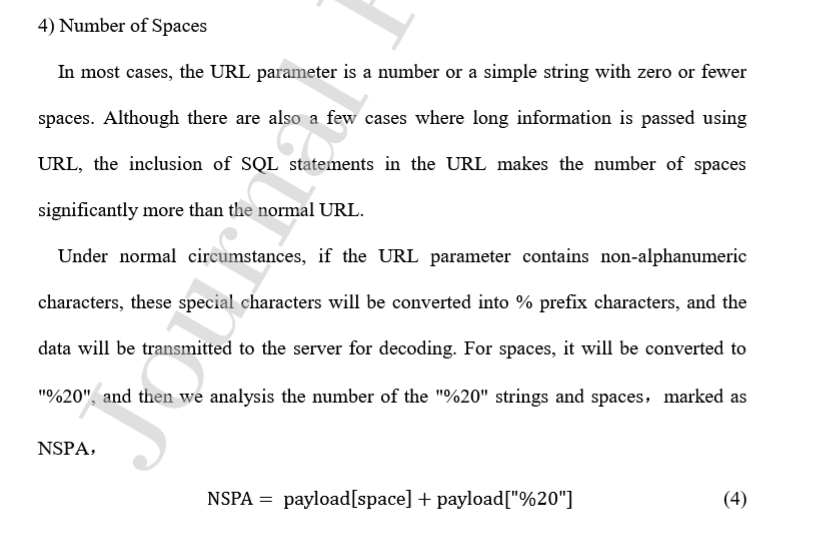 4) Number of Spaces
In most cases, the URL parameter is a number or a simple string with zero or fewer
spaces. Although there are also a few cases where long information is passed using
URL, the inclusion of SQL statements in the URL makes the number of spaces
significantly more than the normal URL.
Under normal circumstances, if the URL parameter contains non-alphanumeric
characters, these special characters will be converted into % prefix characters, and the
data will be transmitted to the server for decoding. For spaces, it will be converted to
"%20", and then we analysis the number of the "%20" strings and spaces，marked as
NSPA，
NSPA = payload[space] + payload["%20"] (4)
Journal